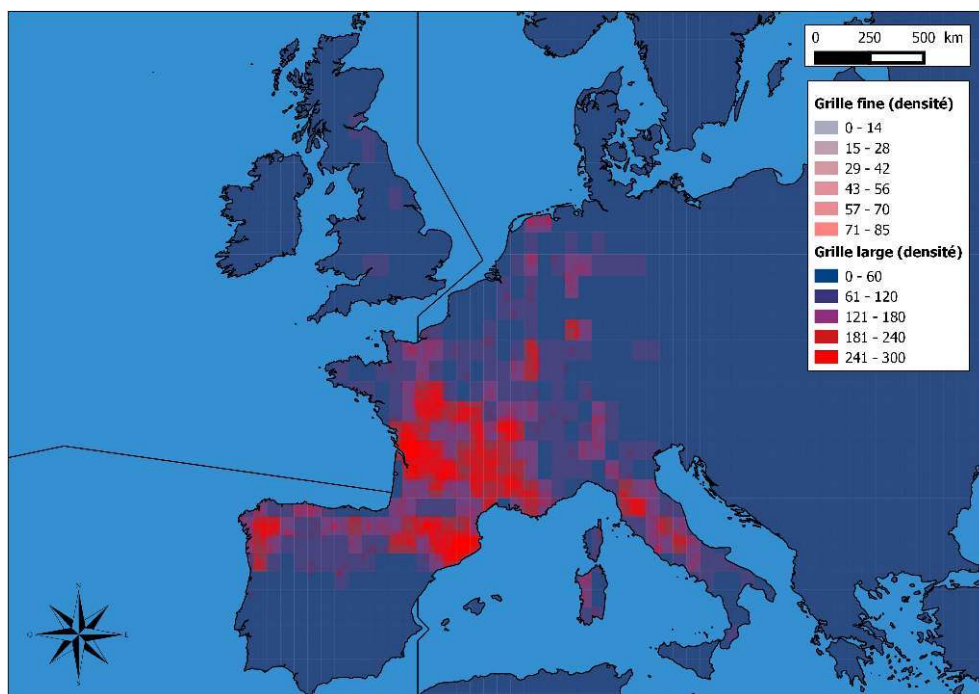 0 250 500 km
Grille fine (densité)
0 - 14
15 - 28
29 - 42
43 - 56
57 - 70
71 - 85
Grille large (densité)
0 - 60
61 - 120
121 - 180
181 - 240
241 - 300
N
O E
S